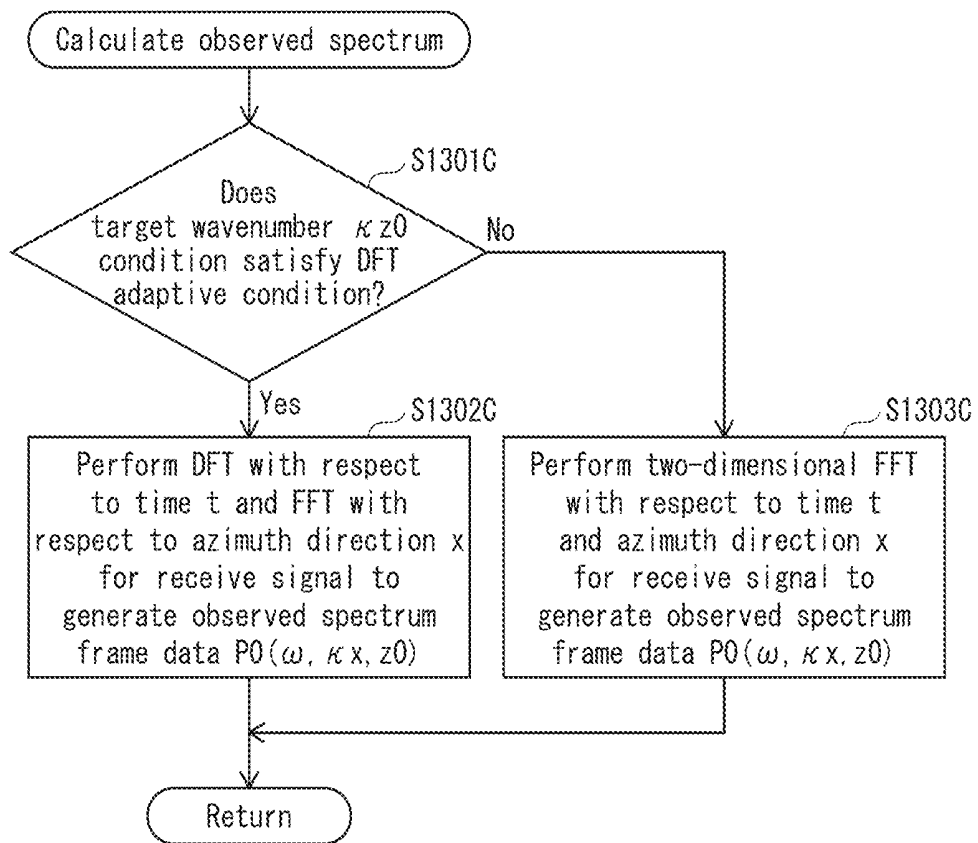 Calculate observed spectrum
S1301C
Does
target wavenumber κz0
condition satisfy DFT
adaptive condition?
No
Yes
S1302C
Perform DFT with respect
to time t and FFT with
respect to azimuth direction x
for receive signal to
generate observed spectrum
frame data P0(ω, κx, z0)
S1303C
Perform two-dimensional FFT
with respect to time t
and azimuth direction x
for receive signal to
generate observed spectrum
frame data P0(ω, κx, z0)
Return